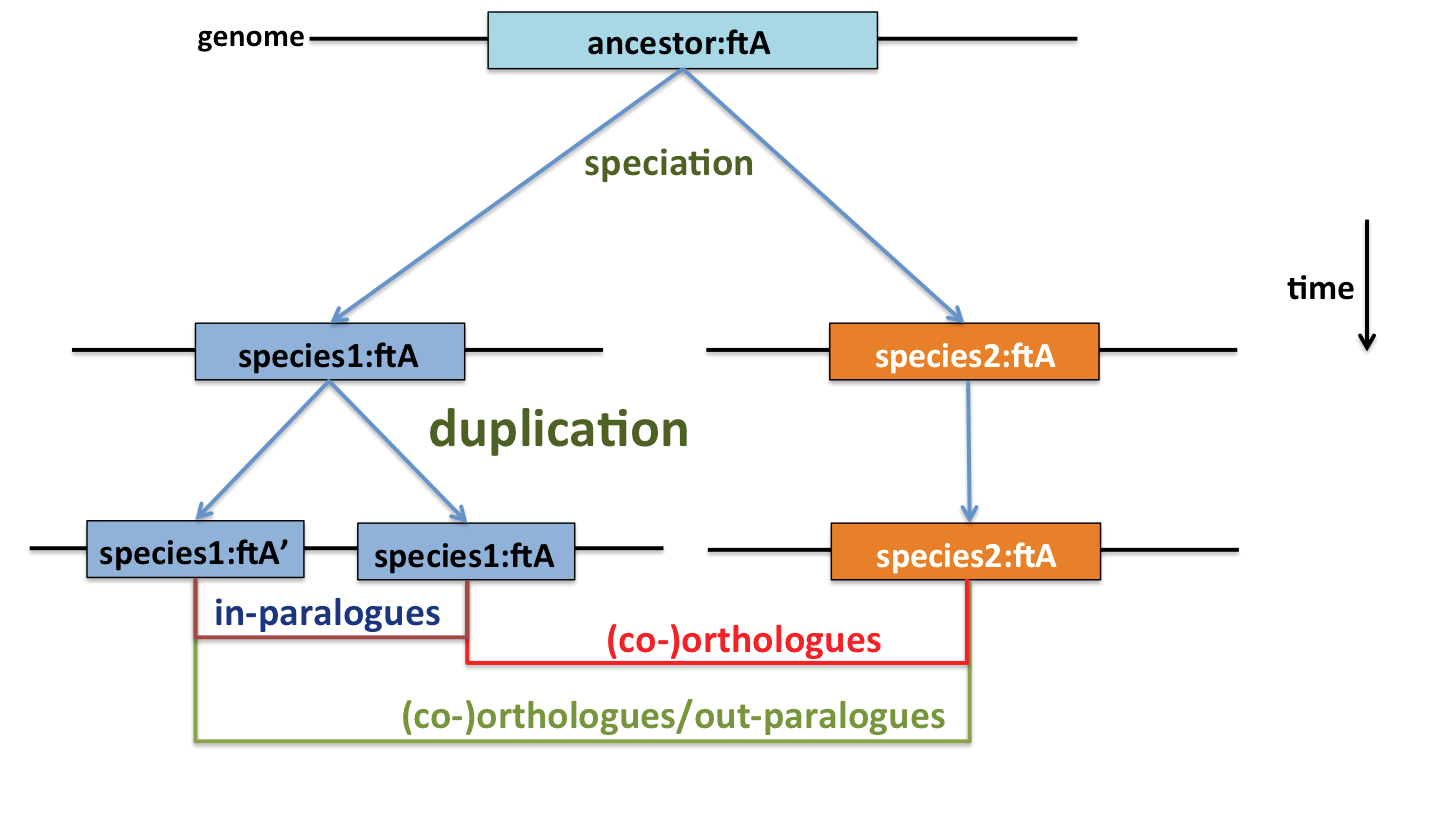 genome
ancestor:ftA
speciation
time
species1:ftA
species2:ftA
duplication
species1:ftA’
species1:ftA
species2:ftA
in-paralogues
(co-)orthologues
(co-)orthologues/out-paralogues